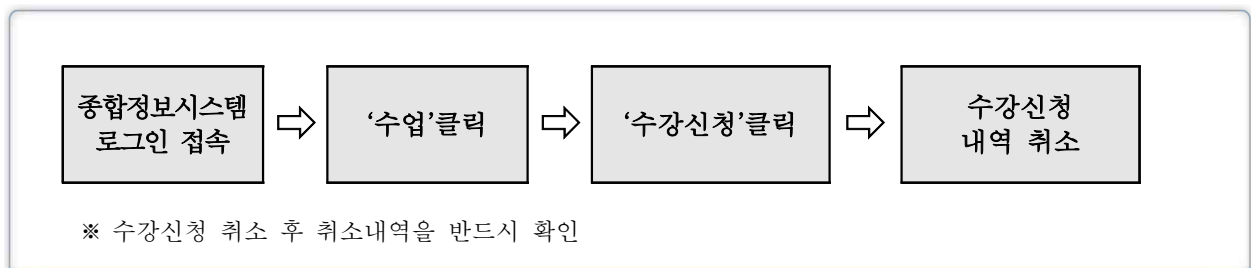 종합정보시스템
로그인 접속
⇨
‘수업’클릭
⇨
‘수강신청’클릭
⇨
수강신청
내역 취소
※ 수강신청 취소 후 취소내역을 반드시 확인